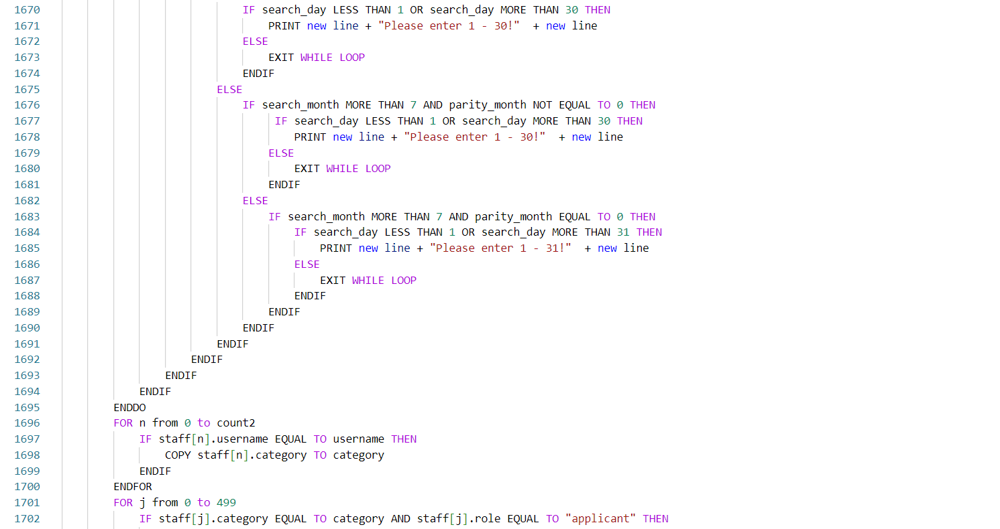 1670 IF search_day LESS THAN 1 OR search_day MORE THAN 30 THEN
1671 PRINT new line + "Please enter 1 - 30!"  + new line
1672 ELSE
1673 EXIT WHILE LOOP
1674 ENDIF
1675 ELSE
1676 IF search_month MORE THAN 7 AND parity_month NOT EQUAL TO 0 THEN
1677 IF search_day LESS THAN 1 OR search_day MORE THAN 30 THEN
1678 PRINT new line + "Please enter 1 - 30!"  + new line
1679 ELSE
1680 EXIT WHILE LOOP
1681 ENDIF
1682 ELSE
1683 IF search_month MORE THAN 7 AND parity_month EQUAL TO 0 THEN
1684 IF search_day LESS THAN 1 OR search_day MORE THAN 31 THEN
1685 PRINT new line + "Please enter 1 - 31!"  + new line
1686 ELSE
1687 EXIT WHILE LOOP
1688 ENDIF
1689 ENDIF
1690 ENDIF
1691 ENDIF
1692 ENDIF
1693 ENDIF
1694 ENDIF
1695 ENDDO
1696 FOR n from 0 to count2
1697 IF staff[n].username EQUAL TO username THEN
1698 COPY staff[n].category TO category
1699 ENDIF
1700 ENDFOR
1701 FOR j from 0 to 499
1702 IF staff[j].category EQUAL TO category AND staff[j].role EQUAL TO "applicant" THEN